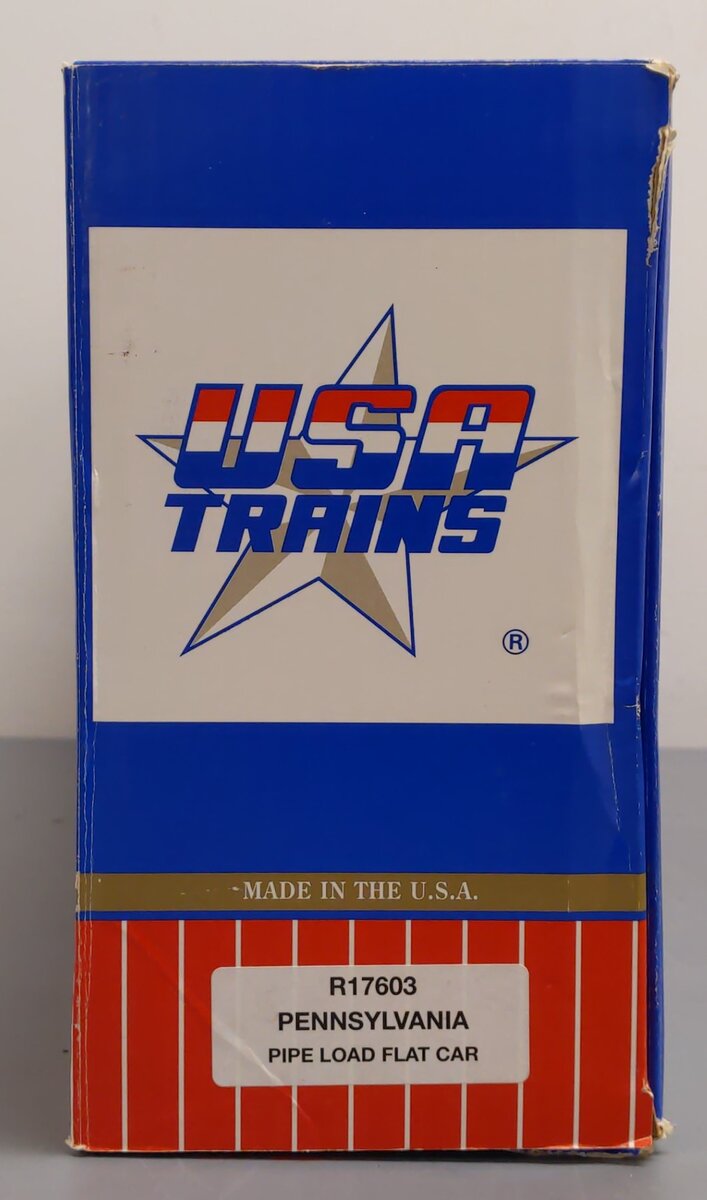 USA
TRAINS
®
MADE IN THE U.S.A.
R17603
PENNSYLVANIA
PIPE LOAD FLAT CAR